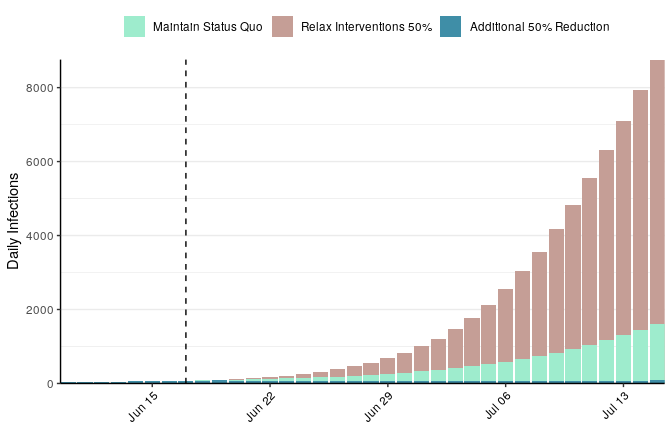 Maintain Status Quo Relax Interventions 50% Additional 50% Reduction
Daily Infections
8000
6000
4000
2000
0
Jun 15 Jun 22 Jun 29 Jul 06 Jul 13